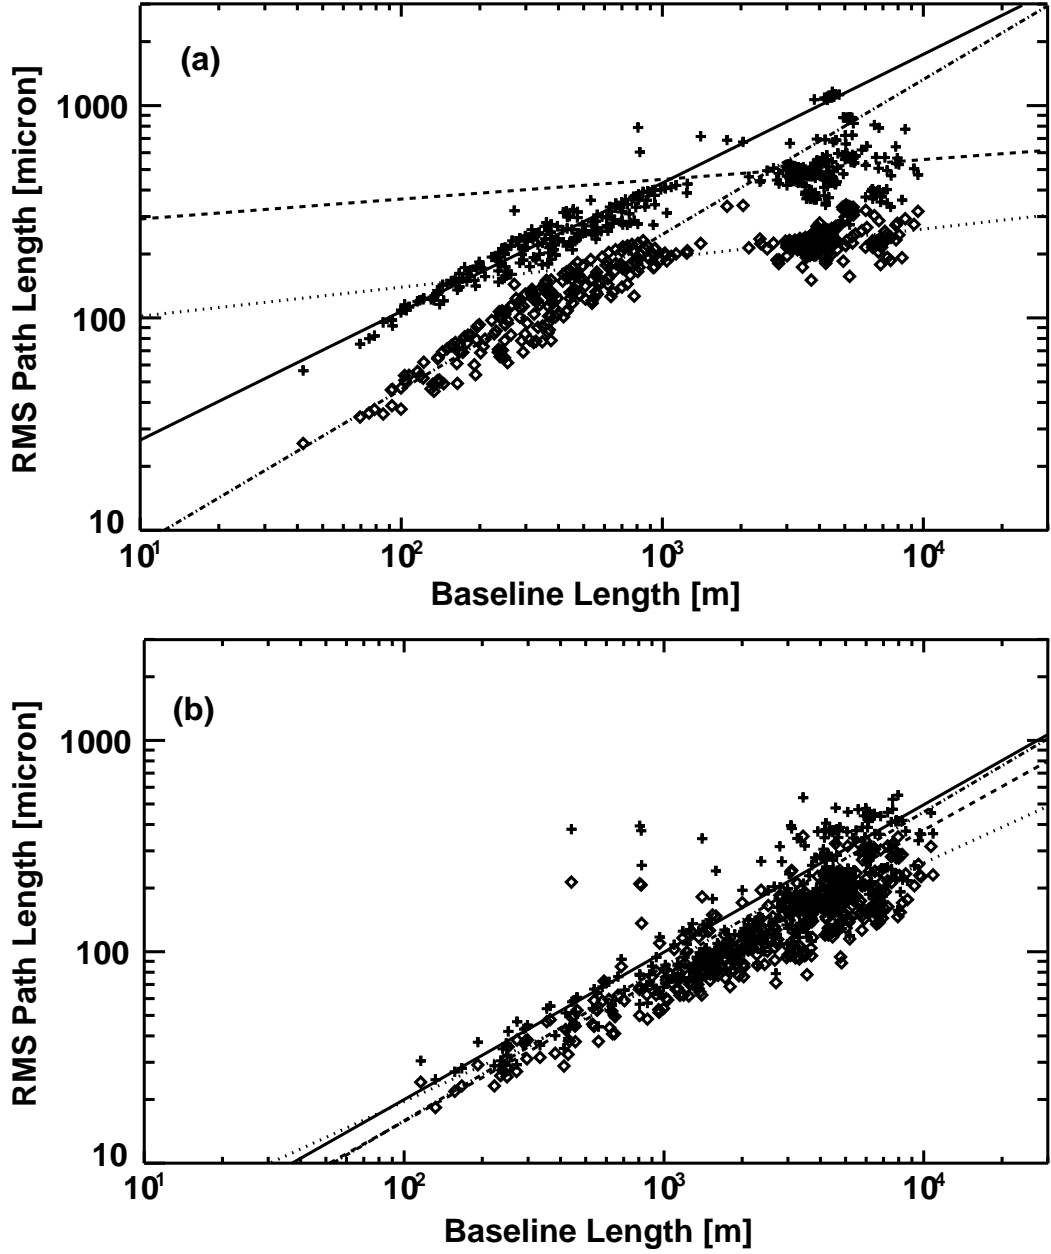 (a)
RMS Path Length [micron]
1000
100
10
10¹ 10² 10³ 10⁴
Baseline Length [m]
(b)
RMS Path Length [micron]
1000
100
10
10¹ 10² 10³ 10⁴
Baseline Length [m]